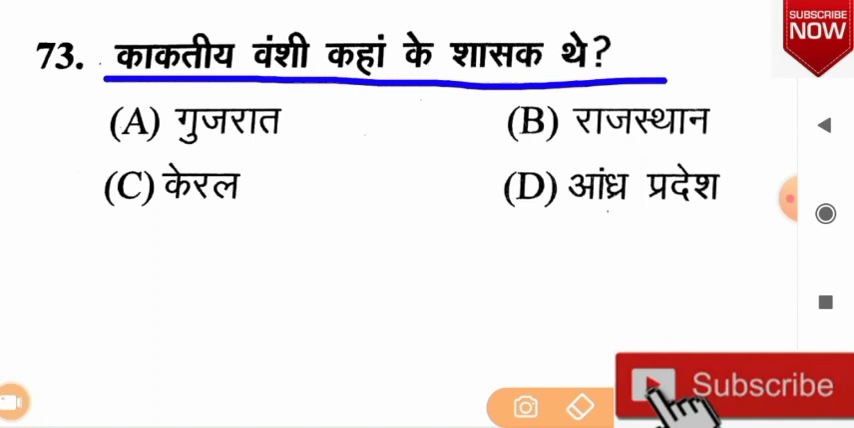 SUBSCRIBE
NOW
73. काकतीय वंशी कहां के शासक थे?
(A) गुजरात (B) राजस्थान
(C) केरल (D) आंध्र प्रदेश
Subscribe